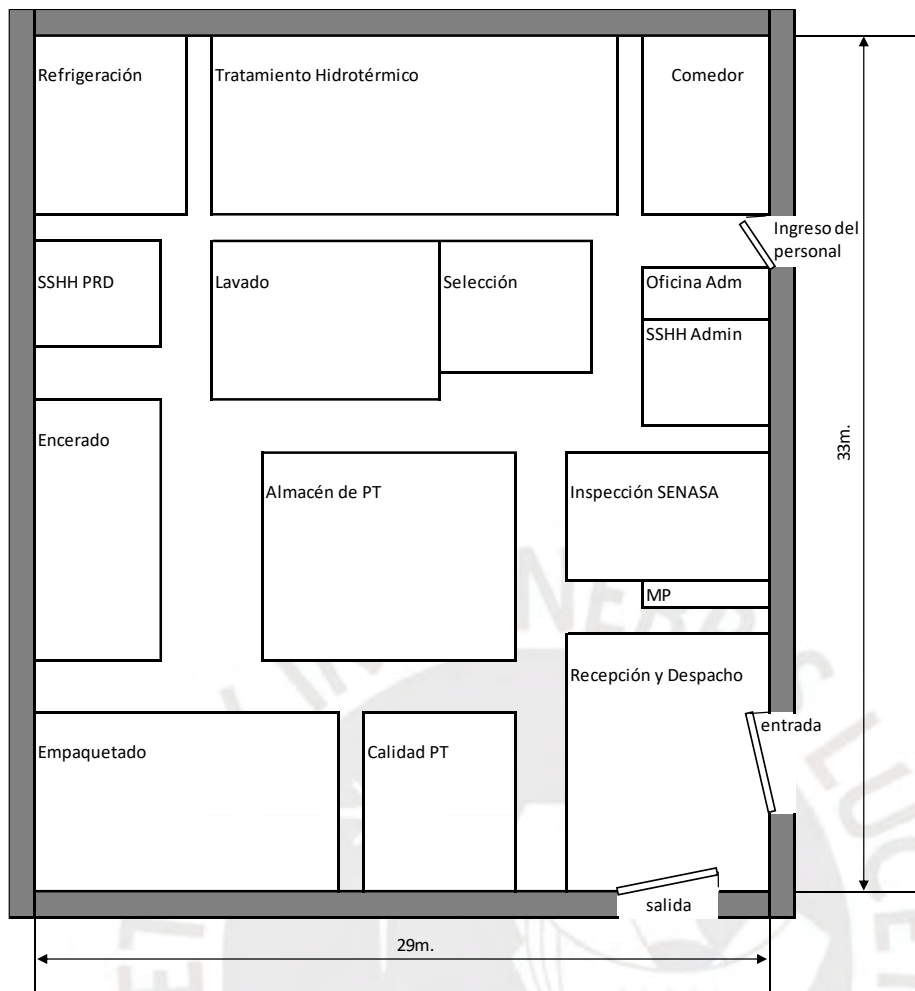 Refrigeración
Tratamiento Hidrotérmico
Comedor
Ingreso del
personal
SSHH PRD
Lavado
Selección
Oficina Adm
SSHH Admin
Encerado
33m.
Almacén de PT
Inspección SENASA
MP
Recepción y Despacho
entrada
Empaquetado
Calidad PT
salida
29m.